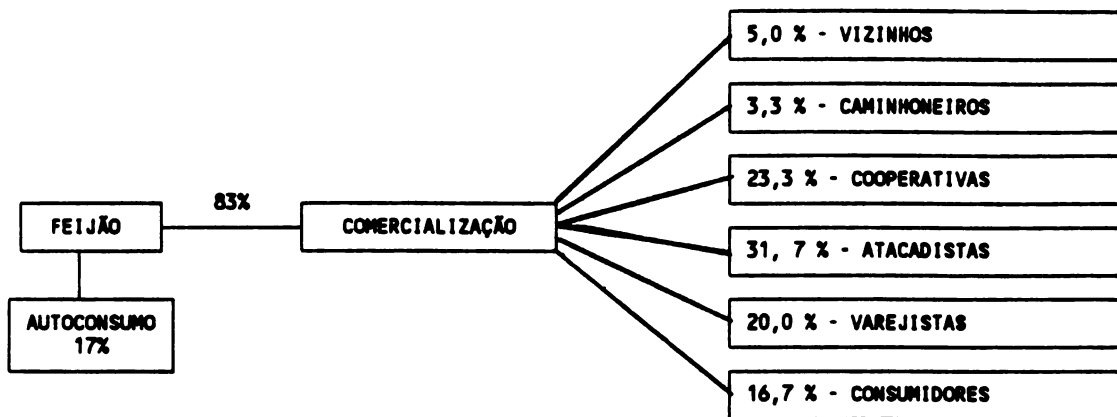 5,0 % - VIZINHOS
3,3 % - CAMINHONEIROS
23,3 % - COOPERATIVAS
83%
FEIJÃO
COMERCIALIZAÇÃO
31, 7 % - ATACADISTAS
AUTOCONSUMO
17%
20,0 % - VAREJISTAS
16,7 % - CONSUMIDORES